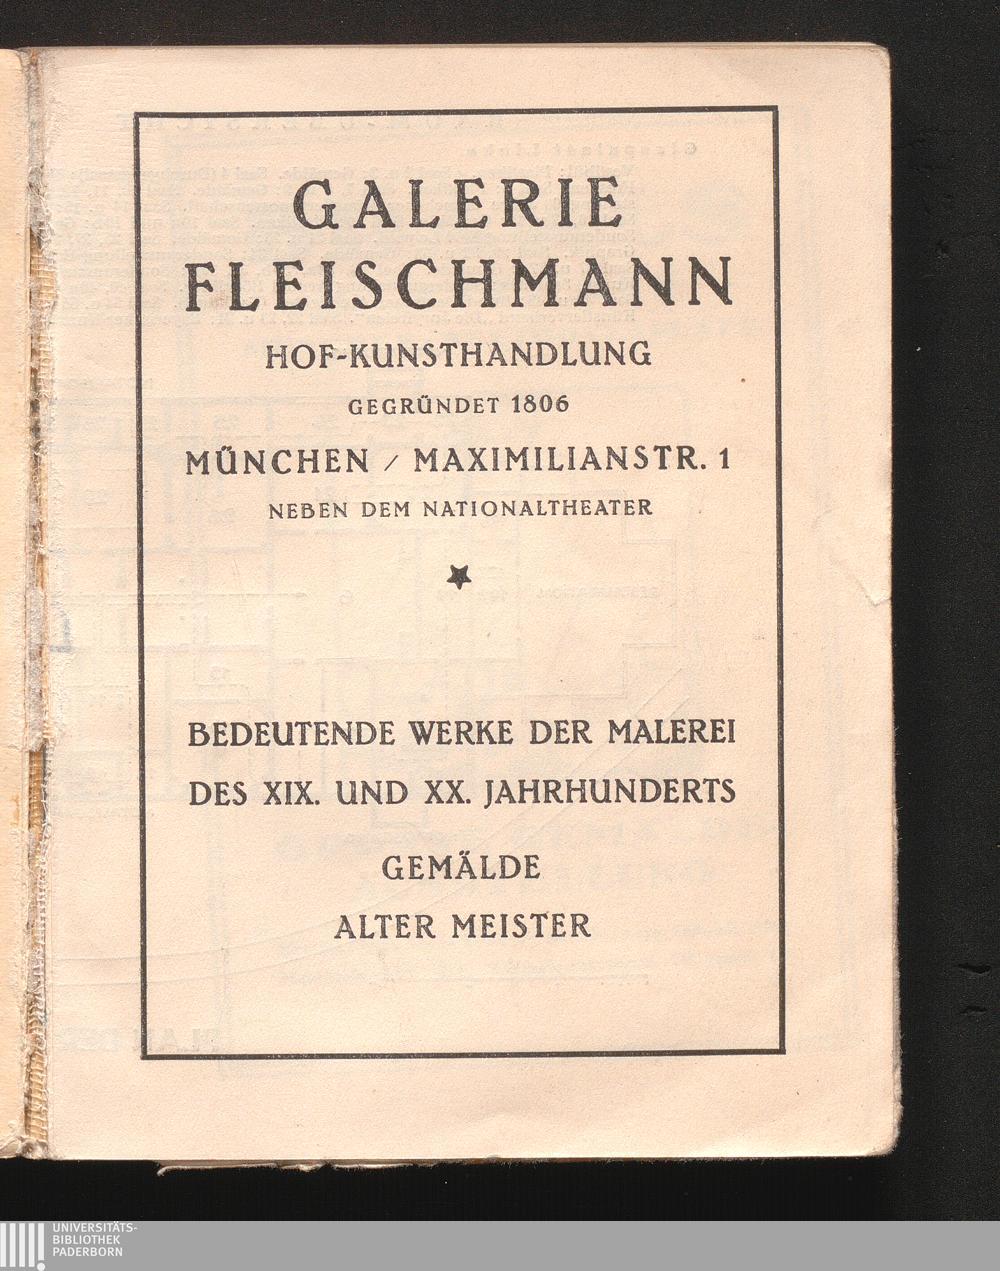 GALERIE
FLEISCHMANN
HOF-KUNSTHANDLUNG
GEGRÜNDET 1806
MÜNCHEN / MAXIMILIANSTR. 1
NEBEN DEM NATIONALTHEATER
BEDEUTENDE WERKE DER MALEREI
DES XIX. UND XX. JAHRHUNDERTS
GEMÄLDE
ALTER MEISTER
UNIVERSITÄTS-
BIBLIOTHEK
PADERBORN